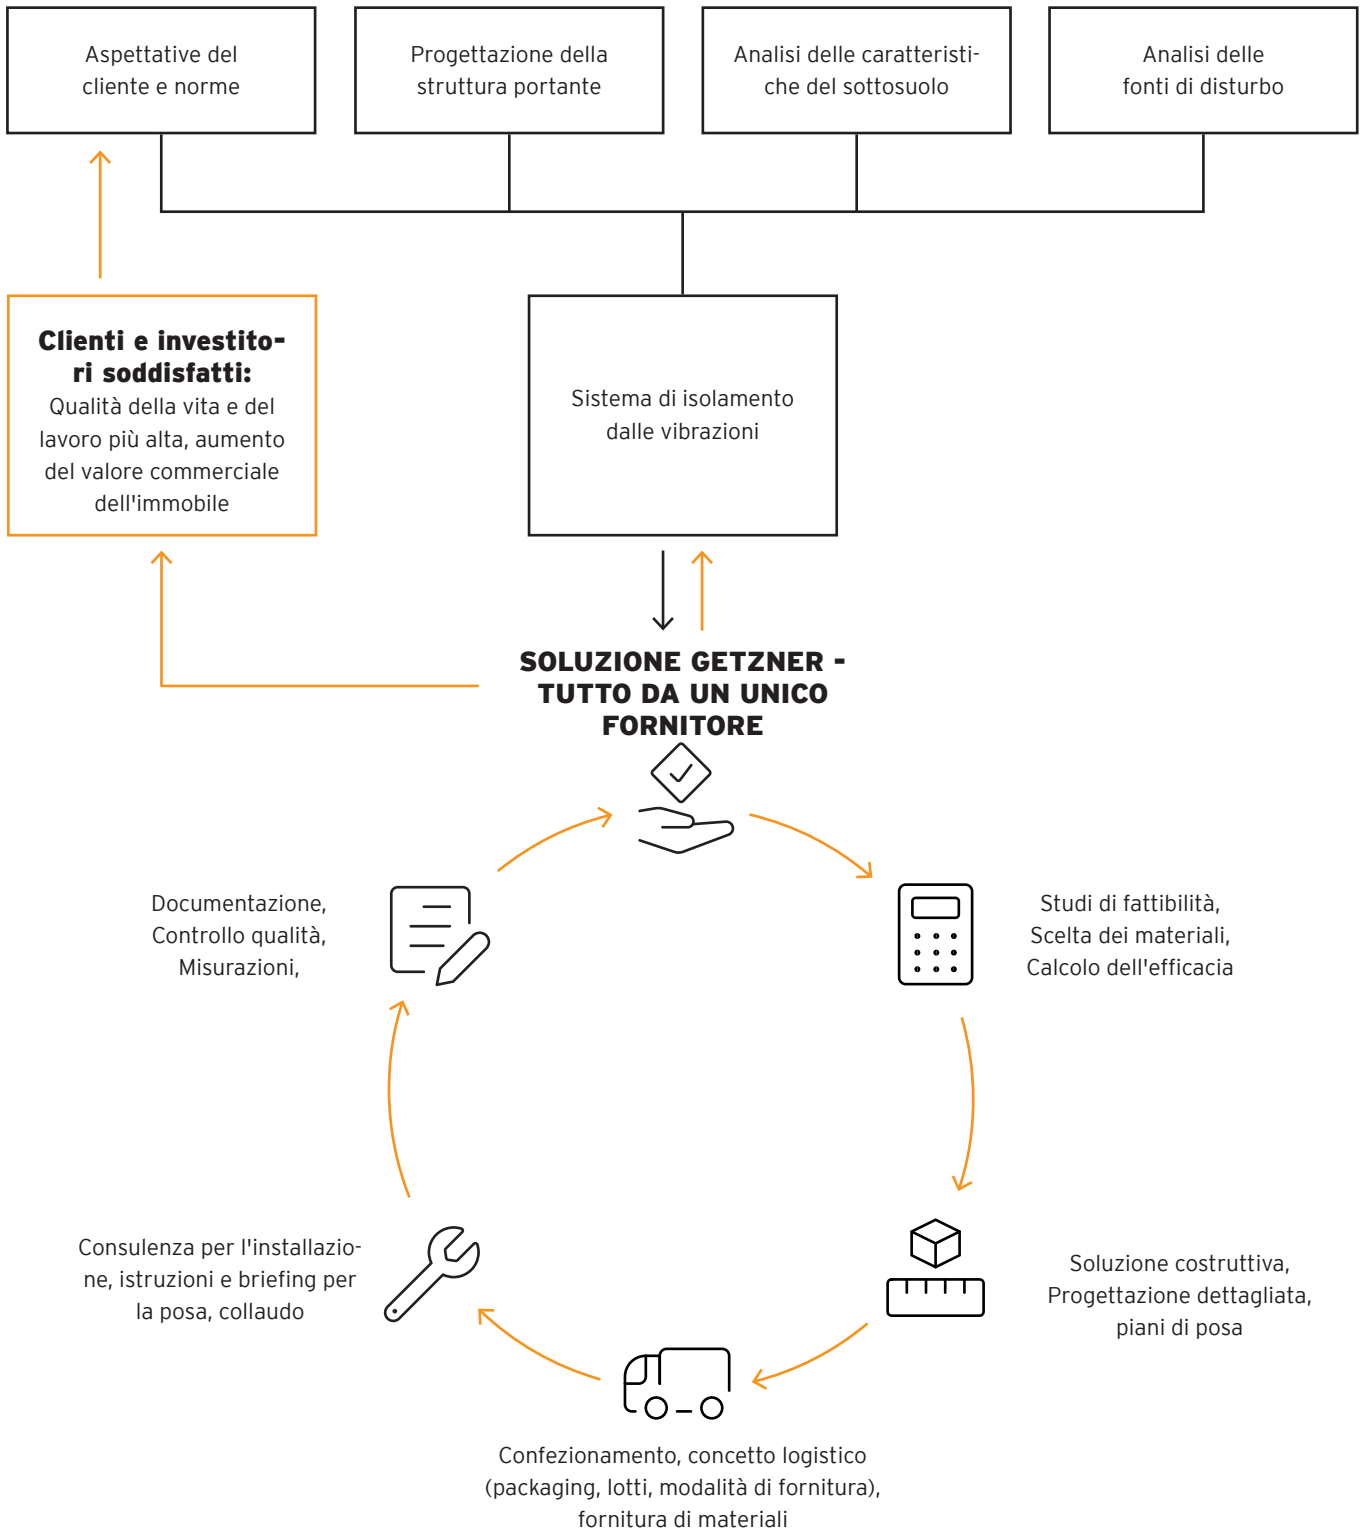 Aspettative del
cliente e norme
Progettazione della
struttura portante
Analisi delle caratteristi-
che del sottosuolo
Analisi delle
fonti di disturbo
Clienti e investito-
ri soddisfatti:
Qualità della vita e del
lavoro più alta, aumento
del valore commerciale
dell'immobile
Sistema di isolamento
dalle vibrazioni
SOLUZIONE GETZNER -
TUTTO DA UN UNICO
FORNITORE
Documentazione,
Controllo qualità,
Misurazioni,
Studi di fattibilità,
Scelta dei materiali,
Calcolo dell'efficacia
Consulenza per l'installazio-
ne, istruzioni e briefing per
la posa, collaudo
Soluzione costruttiva,
Progettazione dettagliata,
piani di posa
Confezionamento, concetto logistico
(packaging, lotti, modalità di fornitura),
fornitura di materiali